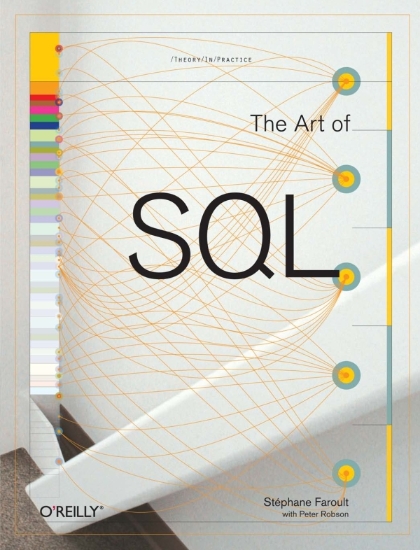 /THEORY/IN/PRACTICE
The Art of
SQL
Stéphane Faroult
with Peter Robson
O'REILLY®